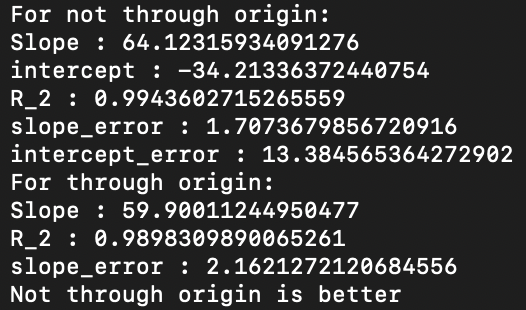 For not through origin:
Slope : 64.12315934091276
intercept : -34.21336372440754
R_2 : 0.9943602715265559
slope_error : 1.7073679856720916
intercept_error : 13.384565364272902
For through origin:
Slope : 59.90011244950477
R_2 : 0.9898309890065261
slope_error : 2.1621272120684556
Not through origin is better